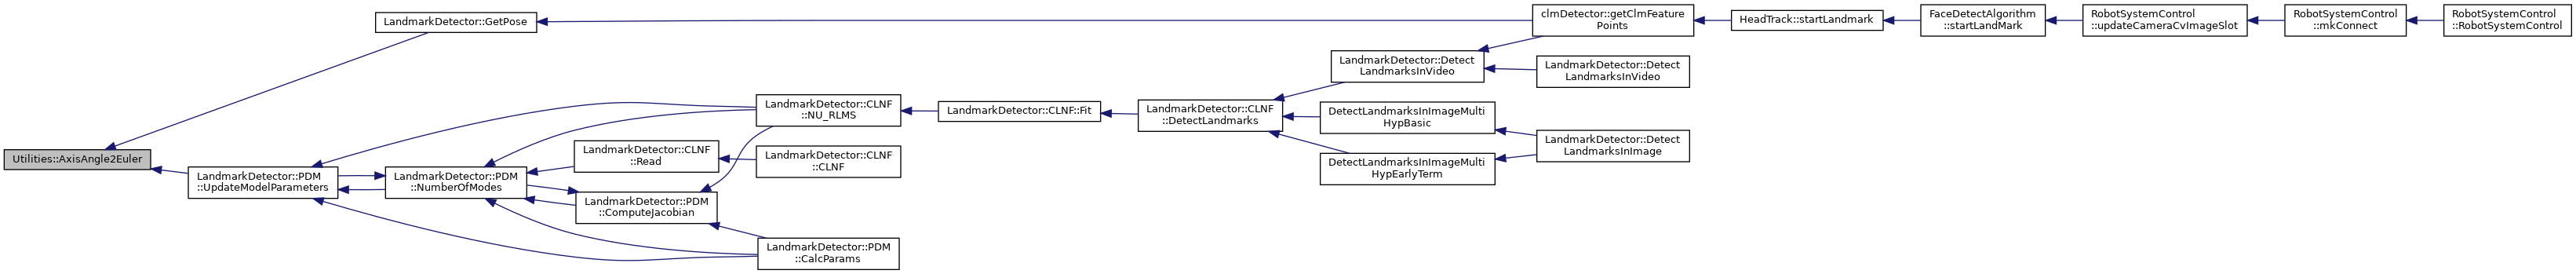 Utilities::AxisAngle2Euler
LandmarkDetector::GetPose
LandmarkDetector::PDM
::UpdateModelParameters
LandmarkDetector::PDM
::NumberOfModes
LandmarkDetector::CLNF
::Read
LandmarkDetector::PDM
::ComputeJacobian
LandmarkDetector::CLNF
::NU_RLMS
LandmarkDetector::CLNF
::CLNF
LandmarkDetector::PDM
::CalcParams
LandmarkDetector::CLNF::Fit
LandmarkDetector::CLNF
::DetectLandmarks
LandmarkDetector::Detect
LandmarksInVideo
DetectLandmarksInImageMulti
HypBasic
DetectLandmarksInImageMulti
HypEarlyTerm
clmDetector::getClmFeature
Points
LandmarkDetector::Detect
LandmarksInVideo
LandmarkDetector::Detect
LandmarksInImage
HeadTrack::startLandmark
FaceDetectAlgorithm
::startLandMark
RobotSystemControl
::updateCameraCvImageSlot
RobotSystemControl
::mkConnect
RobotSystemControl
::RobotSystemControl